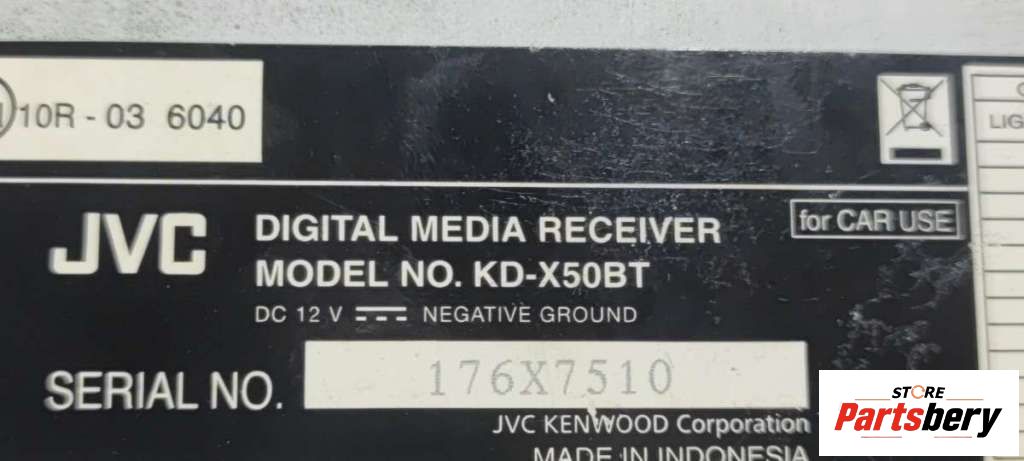 10R - 03 6040
LIG
JVC
DIGITAL MEDIA RECEIVER
for CAR USE
MODEL NO. KD-X50BT
DC 12 V NEGATIVE GROUND
SERIAL NO. 176X7510
JVC KENWOOD Corporation
MADE IN INDONESIA
STORE
Partsbery